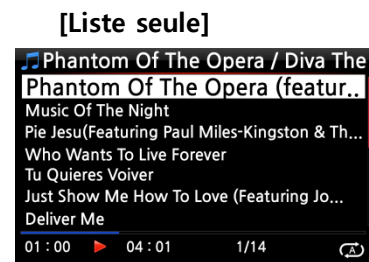 [Liste seule]
Phantom Of The Opera / Diva The
Phantom Of The Opera (featur..
Music Of The Night
Pie Jesu(Featuring Paul Miles-Kingston & Th...
Who Wants To Live Forever
Tu Quieres Voiver
Just Show Me How To Love (Featuring Jo...
Deliver Me
01 : 00 04 : 01 1/14 A